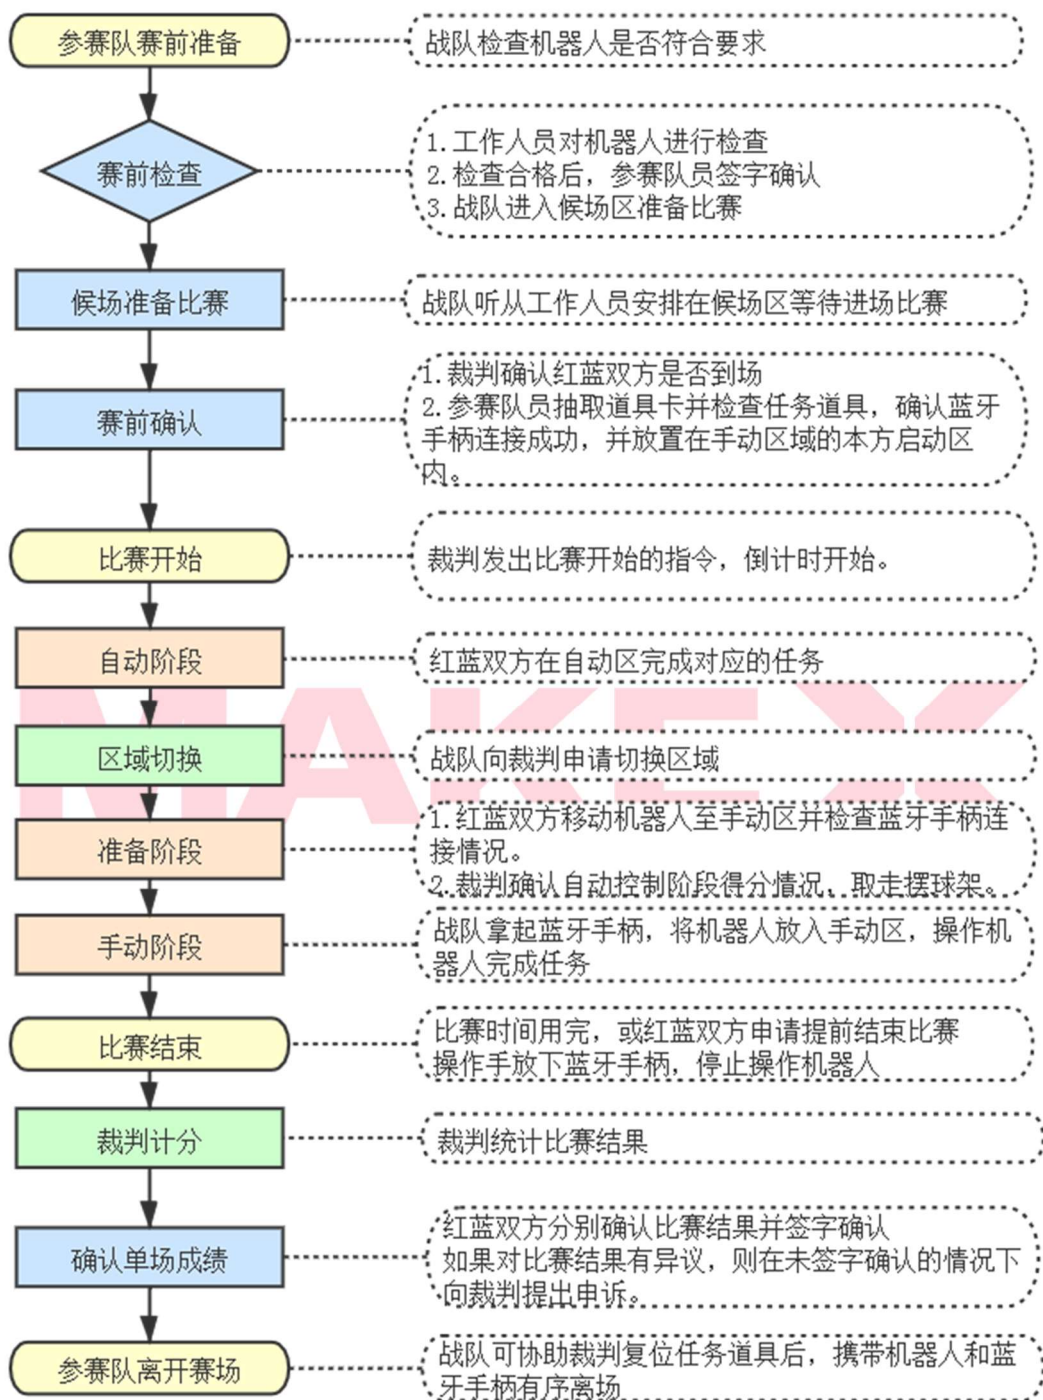 参赛队赛前准备
战队检查机器人是否符合要求
赛前检查
1.工作人员对机器人进行检查
2.检查合格后，参赛队员签字确认
3.战队进入候场区准备比赛
候场准备比赛
战队听从工作人员安排在候场区等待进场比赛
赛前确认
1.裁判确认红蓝双方是否到场
2.参赛队员抽取道具卡并检查任务道具，确认蓝牙
手柄连接成功，并放置在手动区域的本方启动区
内。
比赛开始
裁判发出比赛开始的指令，倒计时开始。
自动阶段
红蓝双方在自动区完成对应的任务
MAKEX
区域切换
战队向裁判申请切换区域
准备阶段
1.红蓝双方移动机器人至手动区并检查蓝牙手柄连
接情况。
2.裁判确认自动控制阶段得分情况，取走摆球架。
手动阶段
战队拿起蓝牙手柄，将机器人放入手动区，操作机
器人完成任务
比赛结束
比赛时间用完，或红蓝双方申请提前结束比赛
操作手放下蓝牙手柄，停止操作机器人
裁判计分
裁判统计比赛结果
确认单场成绩
红蓝双方分别确认比赛结果并签字确认
如果对比赛结果有异议，则在未签字确认的情况下
向裁判提出申诉。
参赛队离开赛场
战队可协助裁判复位任务道具后，携带机器人和蓝
牙手柄有序离场